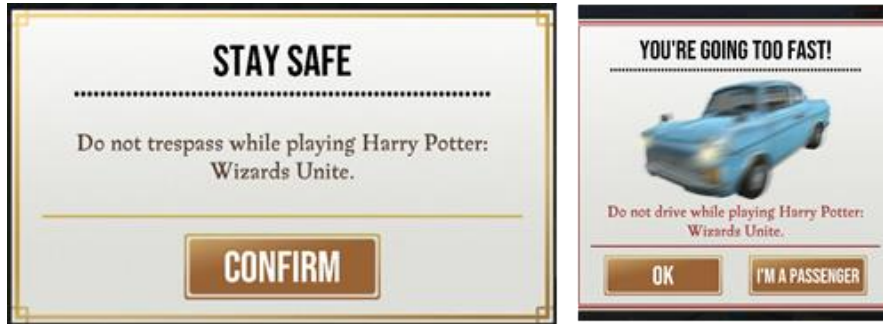 STAY SAFE
Do not trespass while playing Harry Potter:
Wizards Unite.
CONFIRM
YOU'RE GOING TOO FAST!
Do not drive while playing Harry Potter:
Wizards Unite.
OK
I'M A PASSENGER